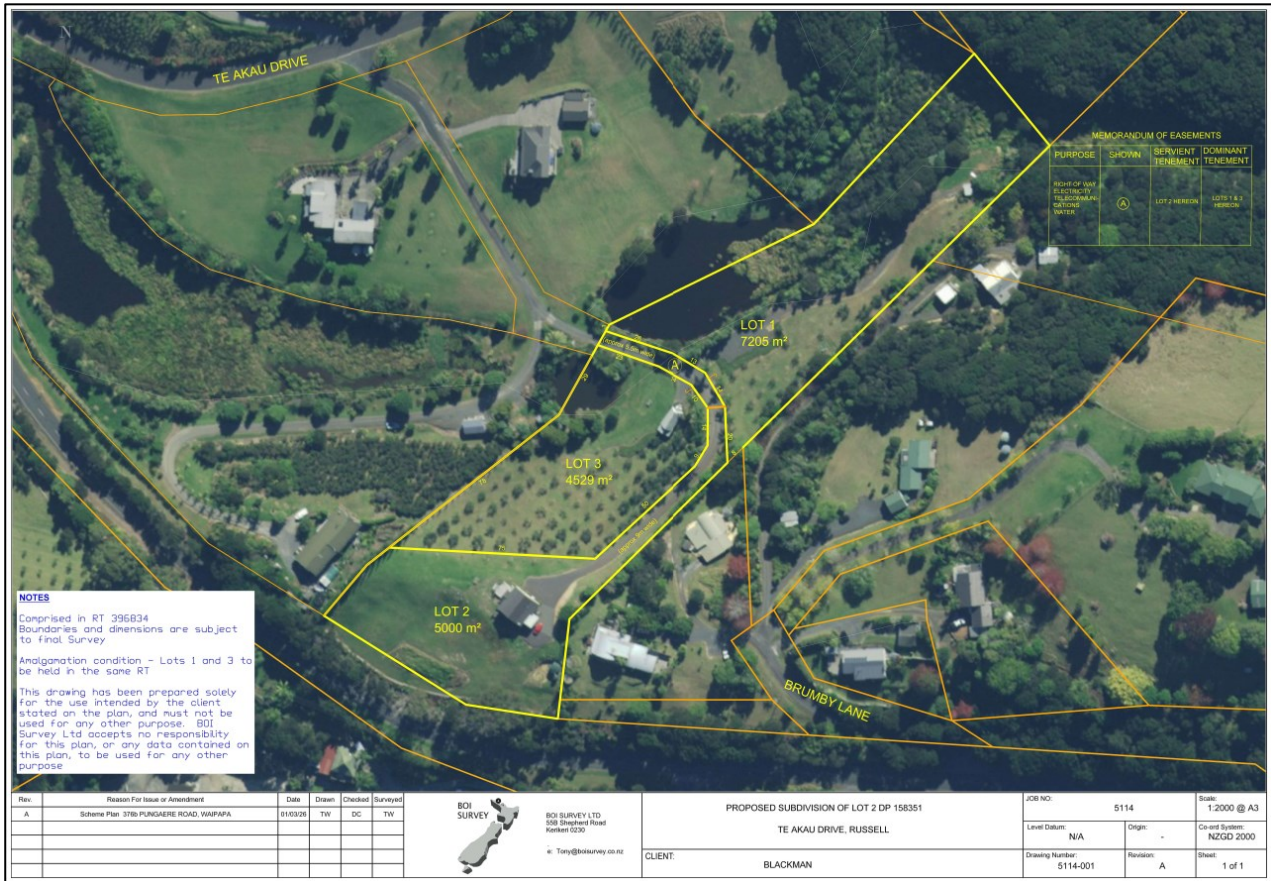 N
TE AKAU DRIVE
MEMORANDUM OF EASEMENTS
PURPOSE
SHOWN
SERVIENT TENEMENT
DOMINANT TENEMENT
RIGHT OF WAY
ELECTRICITY
TELECOMMUNI-
CATIONS
WATER
A
LOT 2 HEREON
LOTS 1 & 3
HEREON
LOT 1
7205 m²
A
LOT 3
4529 m²
29
78
75
LOT 2
5000 m²
BRUMBY LANE
NOTES
Comprised in RT 396834
Boundaries and dimensions are subject
to final Survey
Amalgamation condition - Lots 1 and 3 to
be held in the same RT
This drawing has been prepared solely
for the use intended by the client
stated on the plan, and must not be
used for any other purpose. BOI
Survey Ltd accepts no responsibility
for this plan, or any data contained on
this plan, to be used for any other
purpose
Rev. Reason For Issue or Amendment Date Drawn Checked Surveyed
A Scheme Plan 376b PUNGAERE ROAD, WAIPAPA 01/03/26 TW DC TW
BOI
SURVEY
BOI SURVEY LTD
55B Shepherd Road
Kerikeri 0230
e: Tony@boisurvey.co.nz
PROPOSED SUBDIVISION OF LOT 2 DP 158351
TE AKAU DRIVE, RUSSELL
CLIENT:
BLACKMAN
JOB NO:
5114
Scale:
1:2000 @ A3
Level Datum:
N/A
Origin:
-
Co-ord System:
NZGD 2000
Drawing Number:
5114-001
Revision:
A
Sheet:
1 of 1